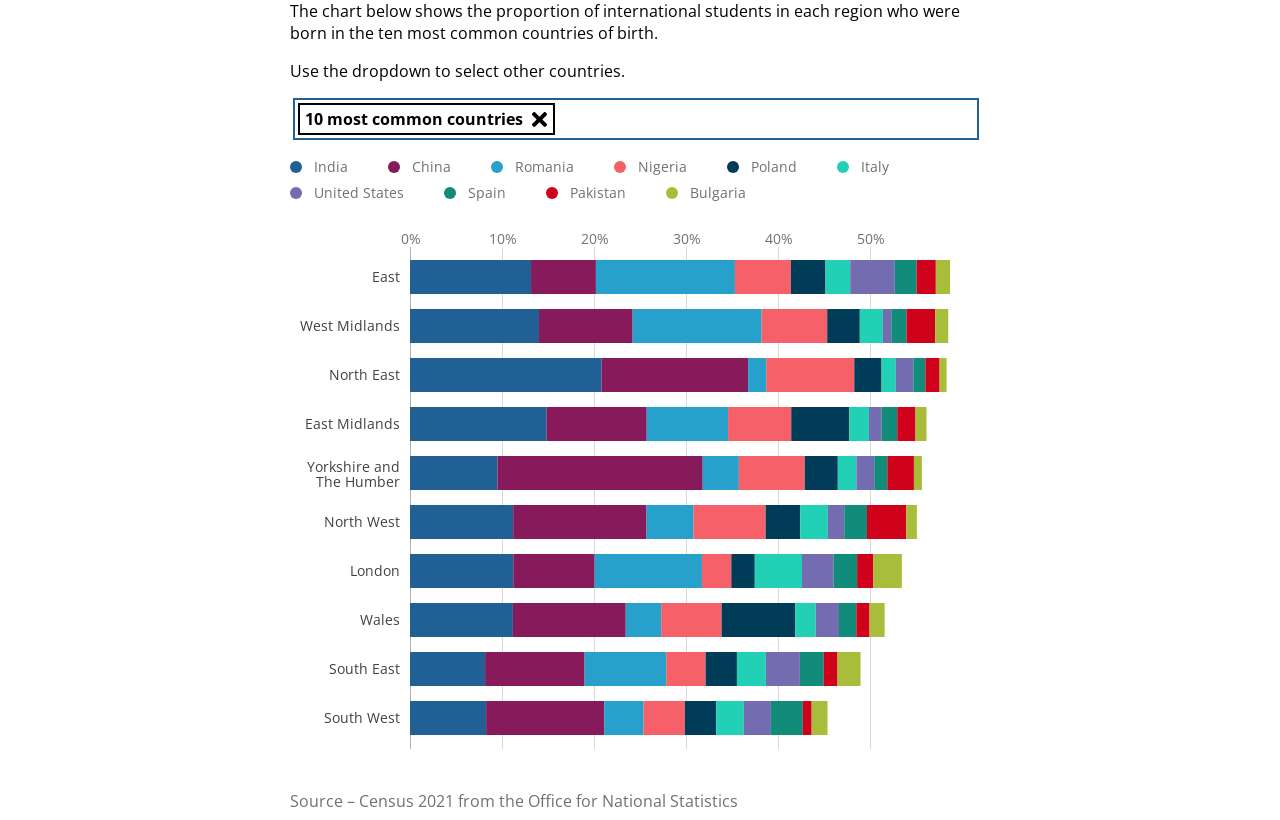 The chart below shows the proportion of international students in each region who were
born in the ten most common countries of birth.
Use the dropdown to select other countries.
10 most common countries
India China Romania Nigeria Poland Italy
United States Spain Pakistan Bulgaria
0% 10% 20% 30% 40% 50%
East
West Midlands
North East
East Midlands
Yorkshire and
The Humber
North West
London
Wales
South East
South West
Source – Census 2021 from the Office for National Statistics